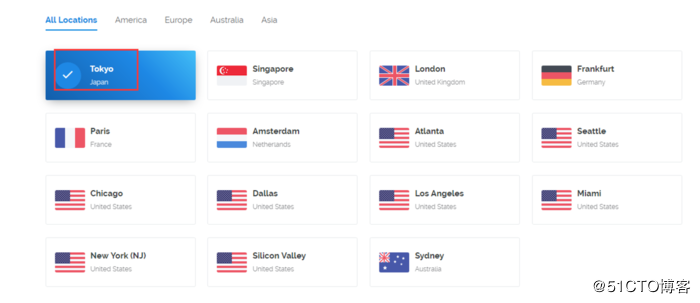 All Locations America Europe Australia Asia
Tokyo Singapore London Frankfurt
Japan Singapore United Kingdom Germany
Paris Amsterdam Atlanta Seattle
France Netherlands United States United States
Chicago Dallas Los Angeles Miami
United States United States United States United States
New York (NJ) Silicon Valley Sydney
United States United States Australia
@51CTO博客